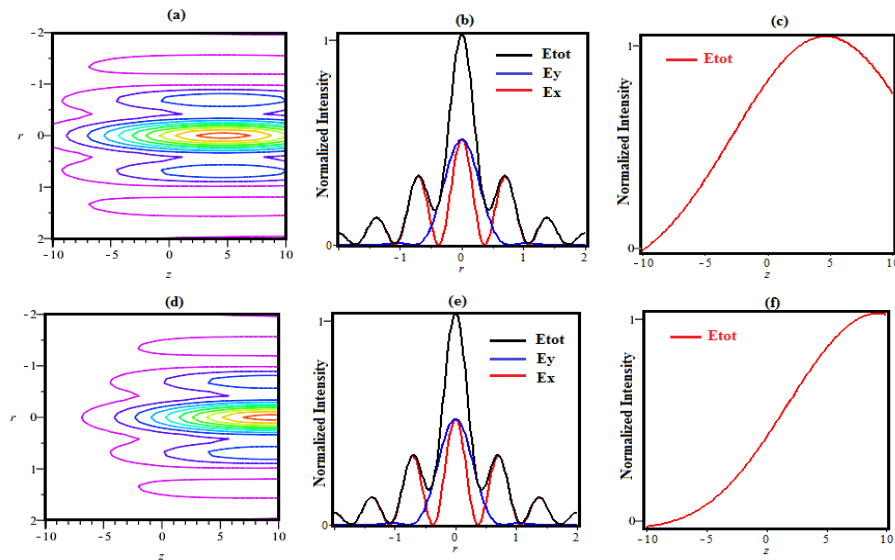 (a)
-2
-1
r 0
1
2
-10 -5 0 5 10
z
(b)
1
Normalized Intensity
0
Etot
Ey
Ex
-1 0 1 2
r
(c)
1
Normalized Intensity
0
Etot
-10 -5 0 5 10
z
(d)
-2
-1
r 0
1
2
-10 -5 0 5 10
z
(e)
1
Normalized Intensity
0
Etot
Ey
Ex
-1 0 1 2
r
(f)
1
Normalized Intensity
0
Etot
-10 -5 0 5 10
z